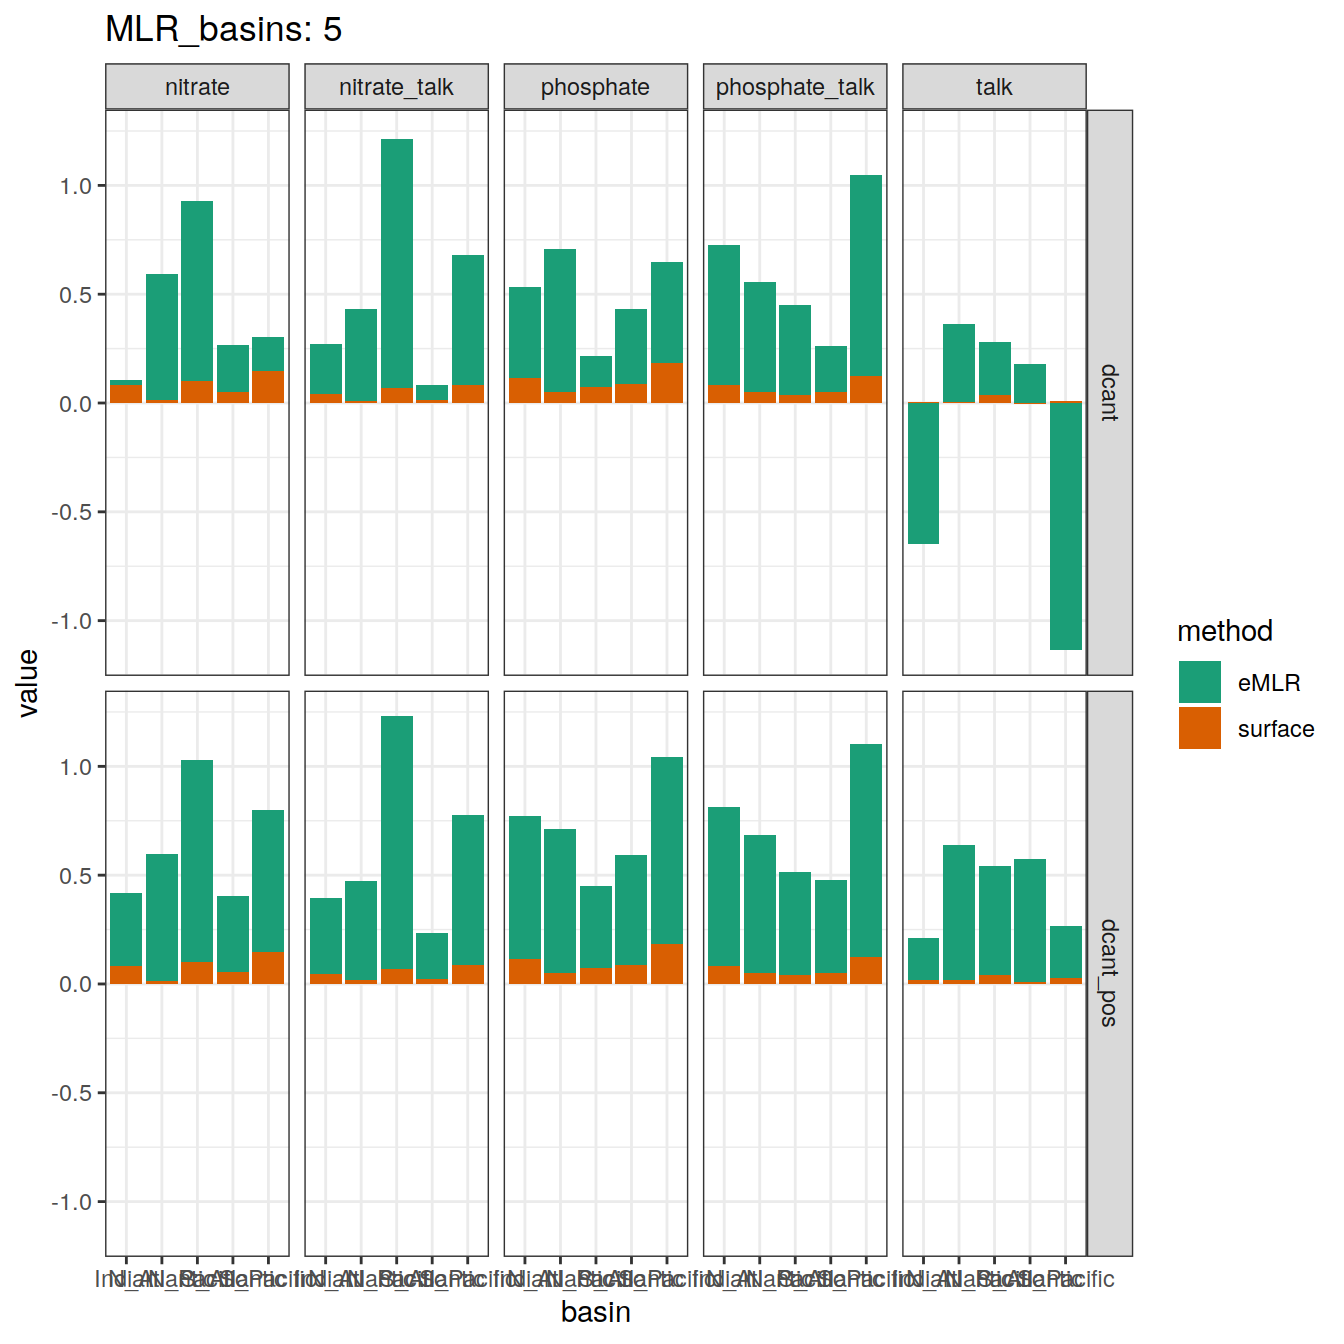 MLR_basins: 5
nitrate
nitrate_talk
phosphate
phosphate_talk
talk
dcant
dcant_pos
value
1.0
0.5
0.0
-0.5
-1.0
1.0
0.5
0.0
-0.5
-1.0
basin
method
eMLR
surface